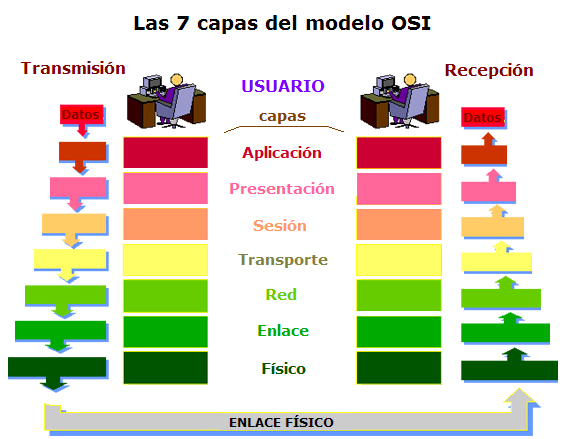 Las 7 capas del modelo OSI
Transmisión
Recepción
USUARIO
capas
Datos
Datos
Aplicación
Presentación
Sesión
Transporte
Red
Enlace
Físico
ENLACE FÍSICO